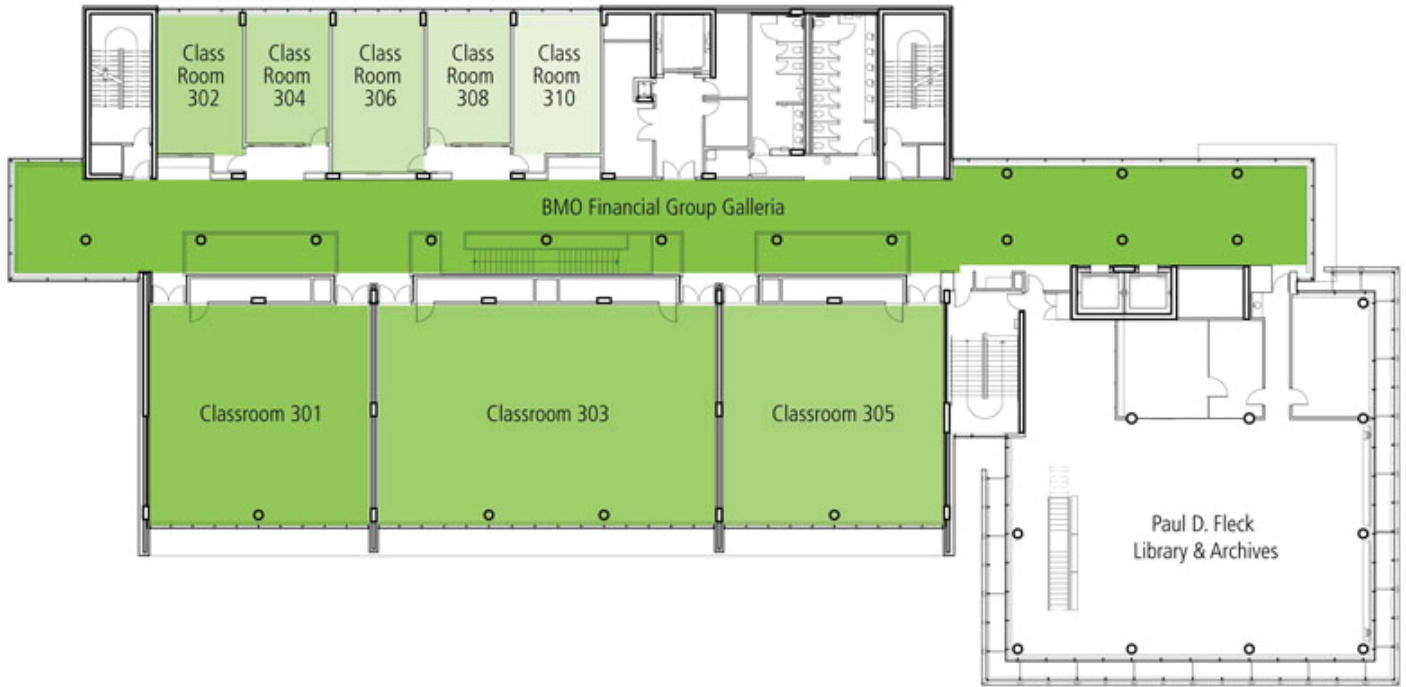 Class
Room
302
Class
Room
304
Class
Room
306
Class
Room
308
Class
Room
310
BMO Financial Group Galleria
Classroom 301
Classroom 303
Classroom 305
Paul D. Fleck
Library & Archives